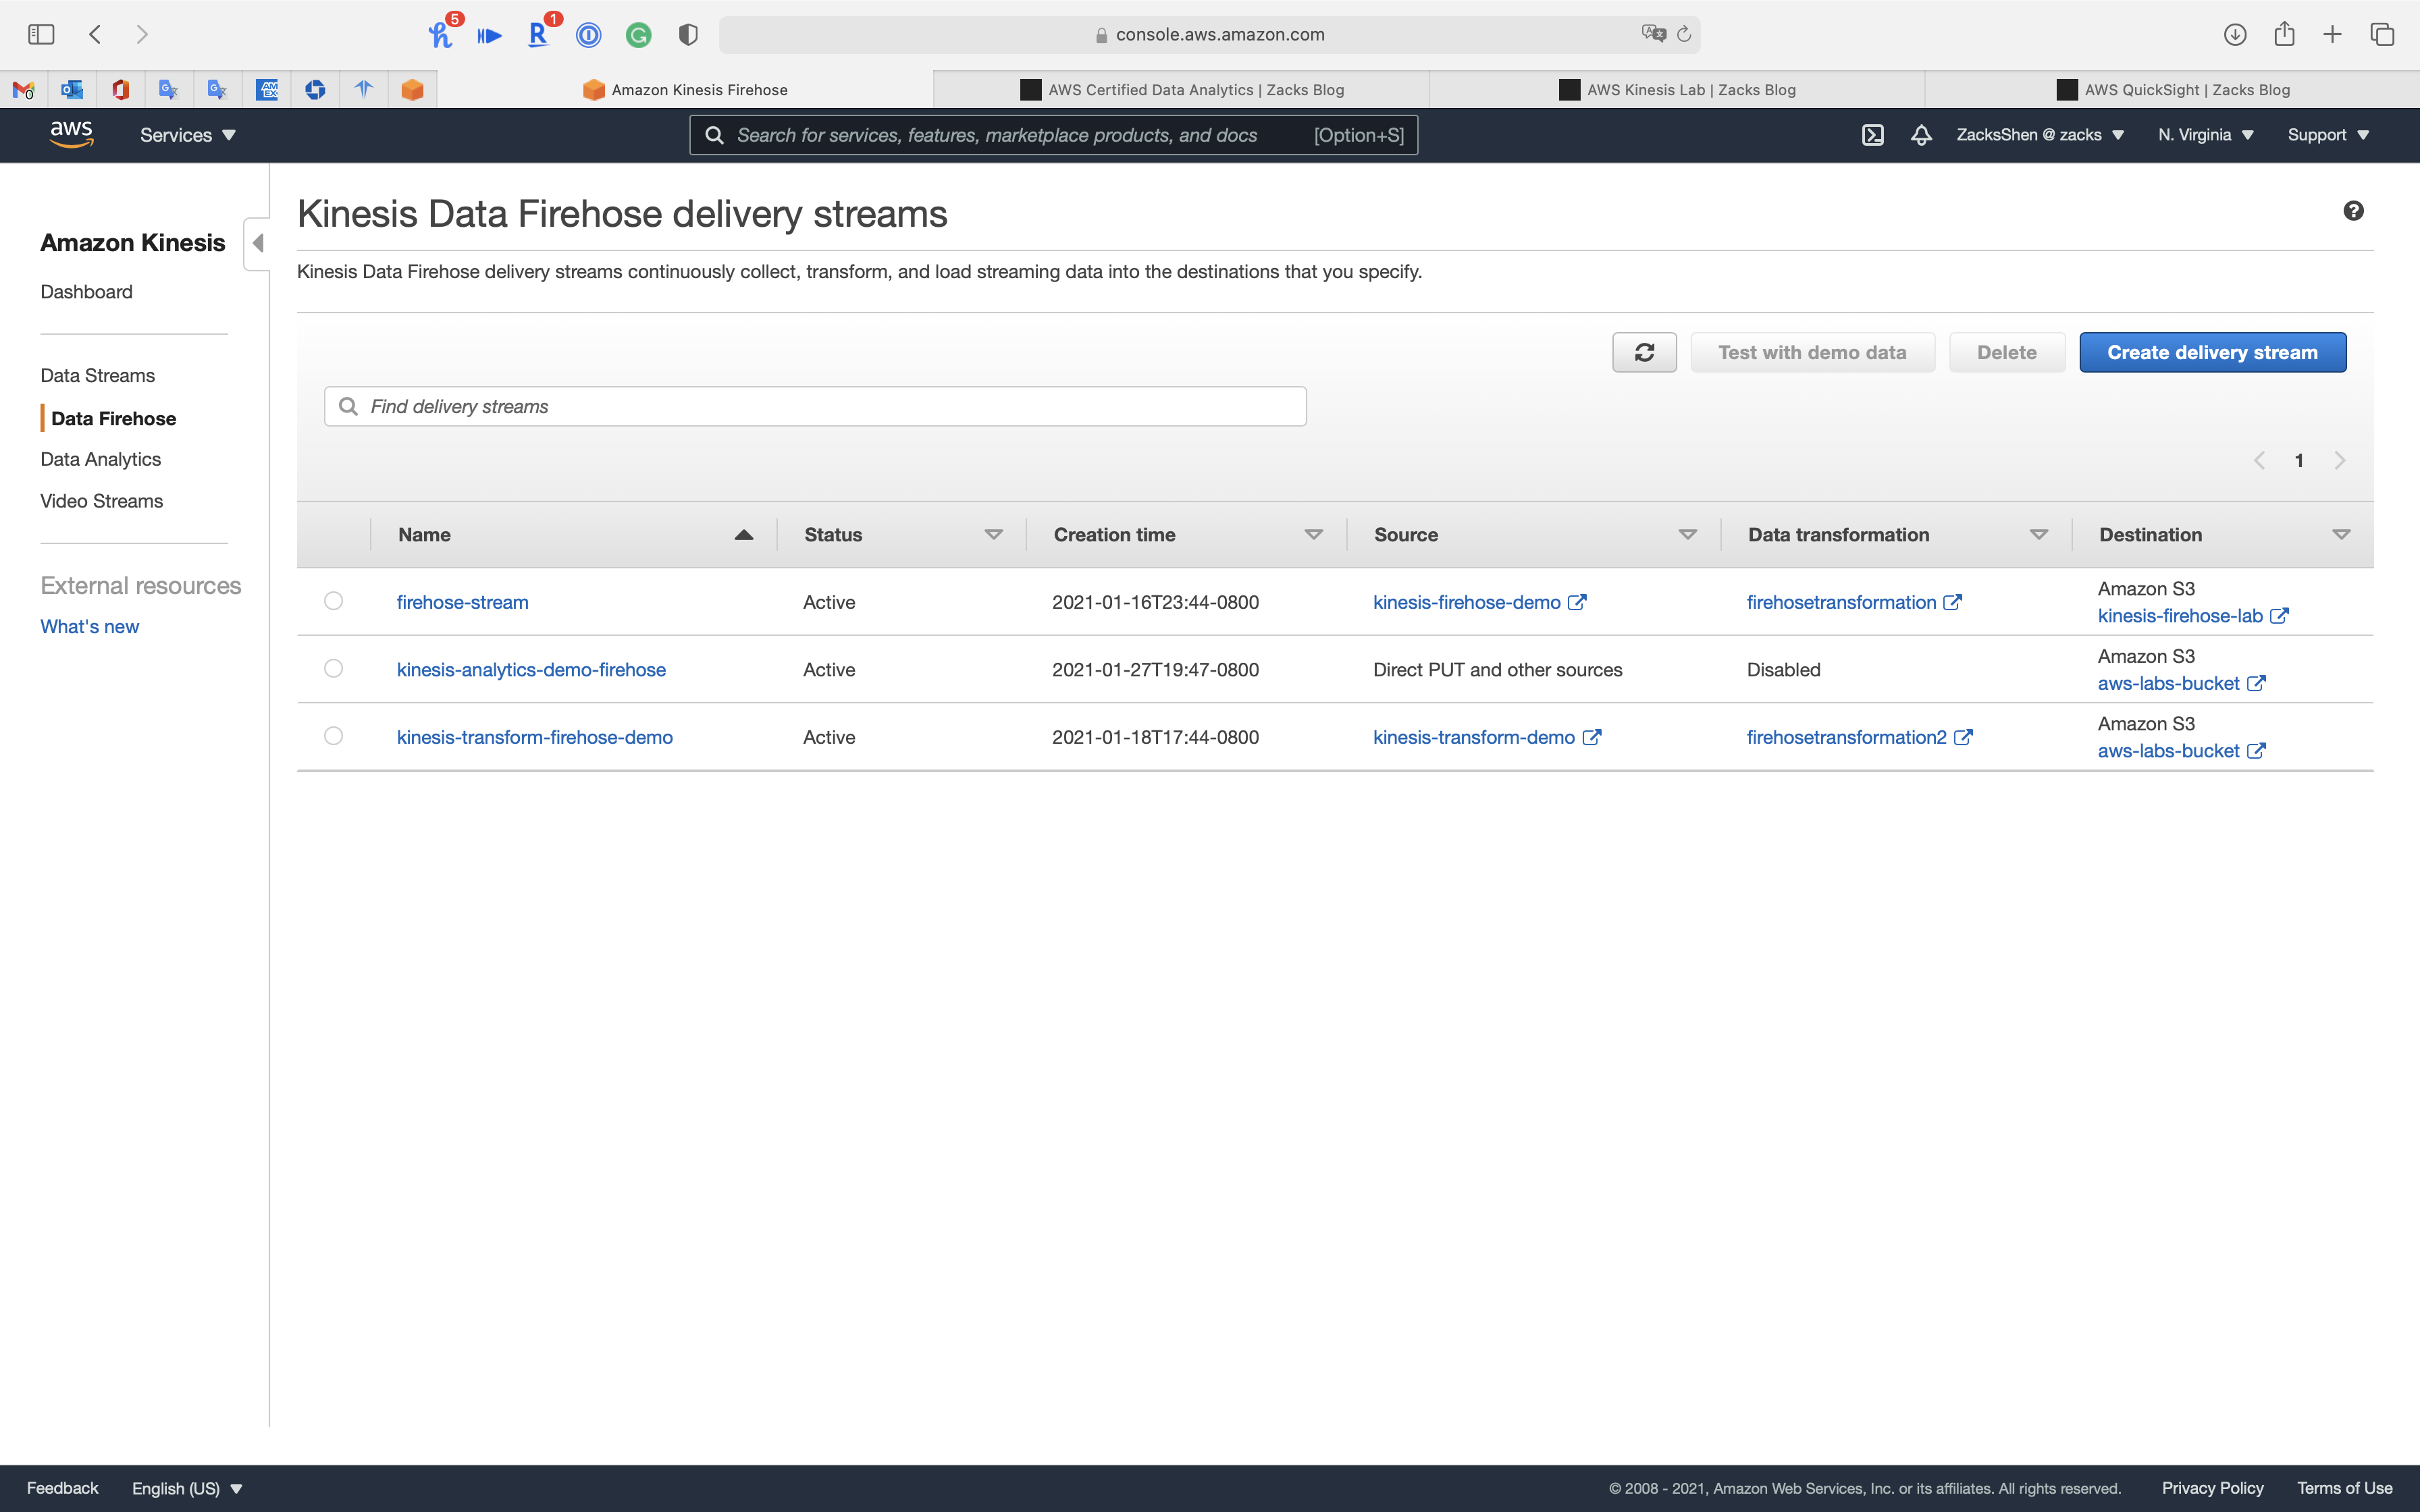 5
1
console.aws.amazon.com
Amazon Kinesis Firehose
AWS Certified Data Analytics | Zacks Blog
AWS Kinesis Lab | Zacks Blog
AWS QuickSight | Zacks Blog
aws
Services
Search for services, features, marketplace products, and docs [Option+S]
ZacksShen @ zacks
N. Virginia
Support
Amazon Kinesis
Dashboard
Data Streams
Data Firehose
Data Analytics
Video Streams
External resources
What's new
Kinesis Data Firehose delivery streams
Kinesis Data Firehose delivery streams continuously collect, transform, and load streaming data into the destinations that you specify.
Test with demo data
Delete
Create delivery stream
Find delivery streams
1
Name Status Creation time Source Data transformation Destination
firehose-stream Active 2021-01-16T23:44-0800 kinesis-firehose-demo firehosetransformation Amazon S3
kinesis-firehose-lab
kinesis-analytics-demo-firehose Active 2021-01-27T19:47-0800 Direct PUT and other sources Disabled Amazon S3
aws-labs-bucket
kinesis-transform-firehose-demo Active 2021-01-18T17:44-0800 kinesis-transform-demo firehosetransformation2 Amazon S3
aws-labs-bucket
Feedback
English (US)
© 2008 - 2021, Amazon Web Services, Inc. or its affiliates. All rights reserved.
Privacy Policy
Terms of Use